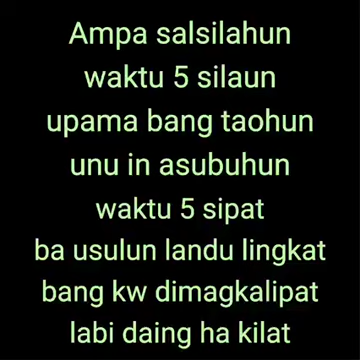 Ampa salsilahun
waktu 5 silaun
upama bang taohun
unu in asubuhun
waktu 5 sipat
ba usulun landu lingkat
bang kw dimagkalipat
labi daing ha kilat